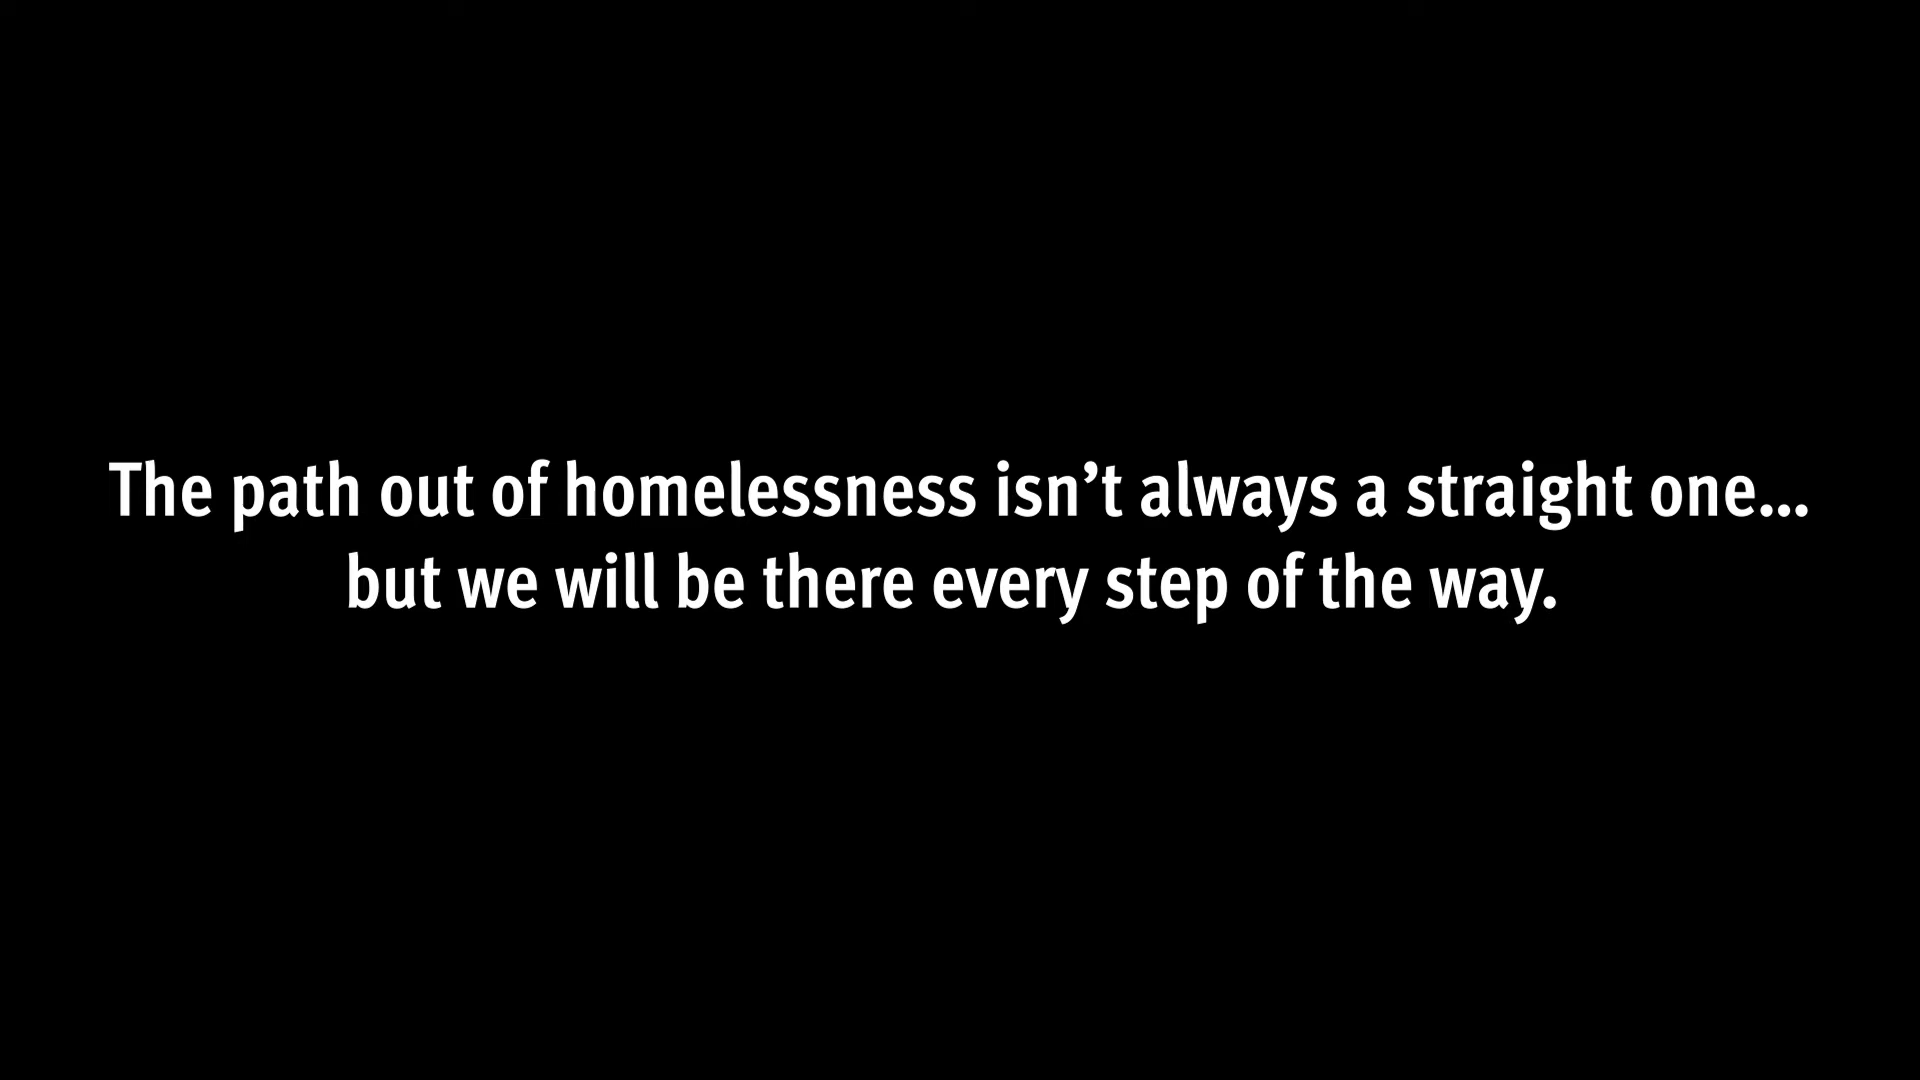 The path out of homelessness isn’t always a straight one...
but we will be there every step of the way.